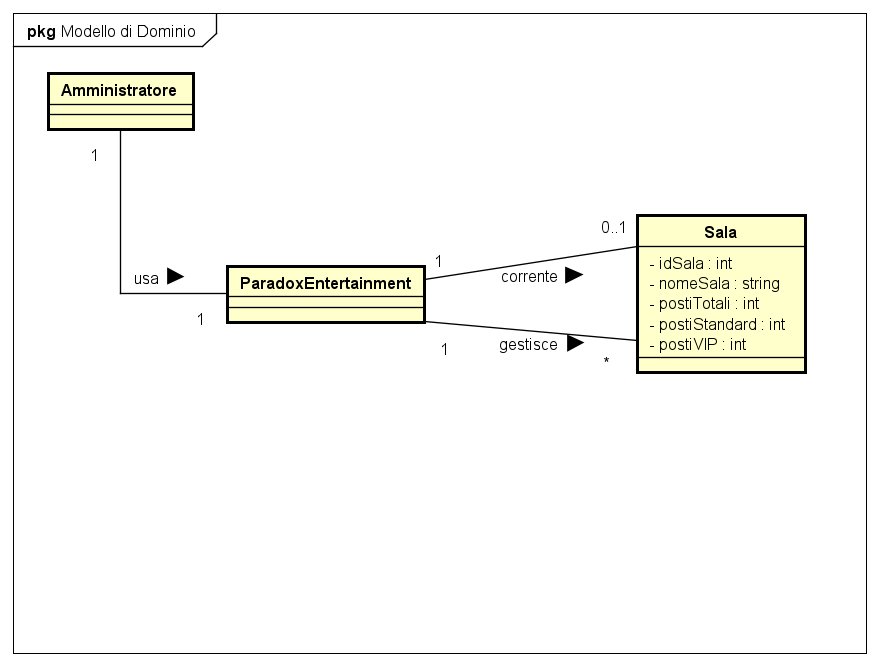 pkg Modello di Dominio
Amministratore
1
usa ▶
1
ParadoxEntertainment
1
corrente ▶
0..1
1
gestisce ▶
*
Sala
- idSala : int
- nomeSala : string
- postiTotali : int
- postiStandard : int
- postiVIP : int